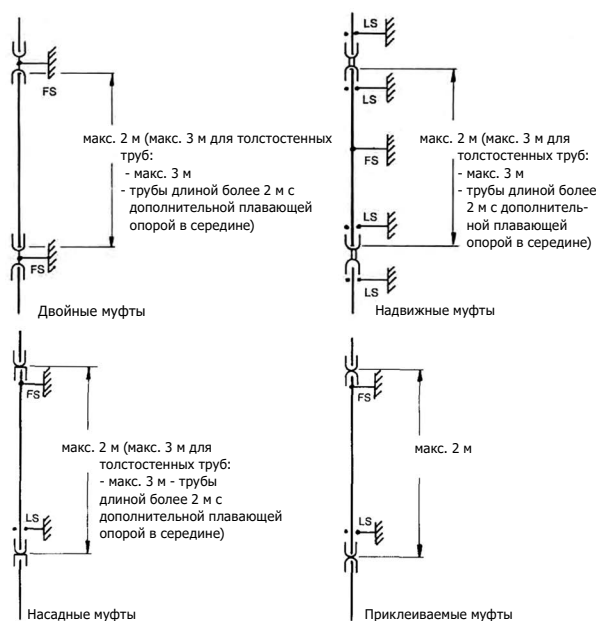 FS
макс. 2 м (макс. 3 м для толстостенных
труб:
- макс. 3 м
- трубы длиной более 2 м с
дополнительной плавающей
опорой в середине)
FS
Двойные муфты
LS
LS
FS
макс. 2 м (макс. 3 м для
толстостенных труб:
- макс. 3 м
- трубы длиной более
2 м с дополнитель-
ной плавающей
опорой в середине)
LS
LS
Надвижные муфты
FS
макс. 2 м (макс. 3 м для
толстостенных труб:
- макс. 3 м - трубы
длиной более 2 м с
дополнительной плавающей
опорой в середине)
LS
Насадные муфты
FS
макс. 2 м
LS
Приклеиваемые муфты